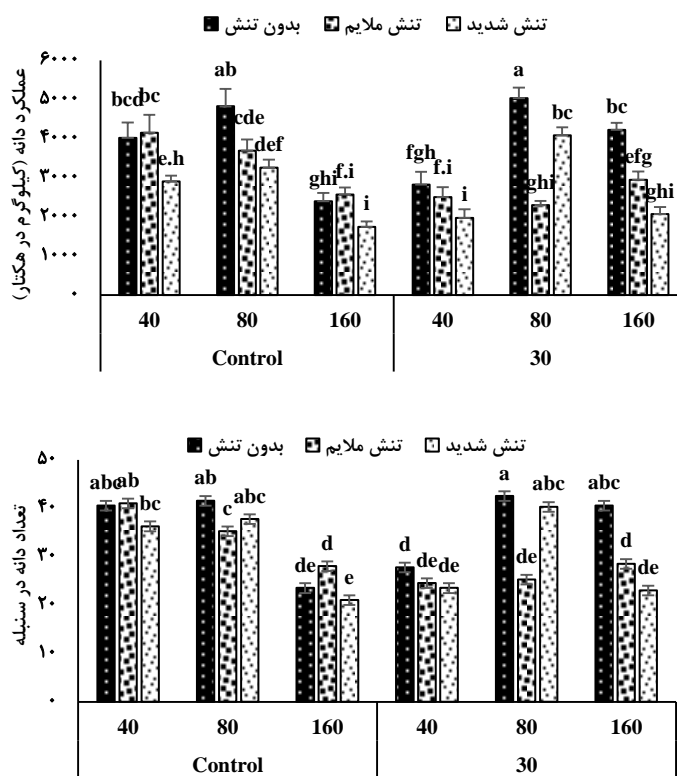 بدون تنش تنش ملایم تنش شدید
عملکرد دانه (کیلوگرم در هکتار)
۶۰۰۰
۵۰۰۰
۴۰۰۰
۳۰۰۰
۲۰۰۰
۱۰۰۰
۰
bcd bc e.h ab cde def ghi f.i i fgh f.i i a ghi bc bc efg ghi
40 80 160 40 80 160
Control 30
بدون تنش تنش ملایم تنش شدید
تعداد دانه در سنبله
۵۰
۴۰
۳۰
۲۰
۱۰
۰
abc ab bc ab c abc de d e d de de a de abc abc d de
40 80 160 40 80 160
Control 30